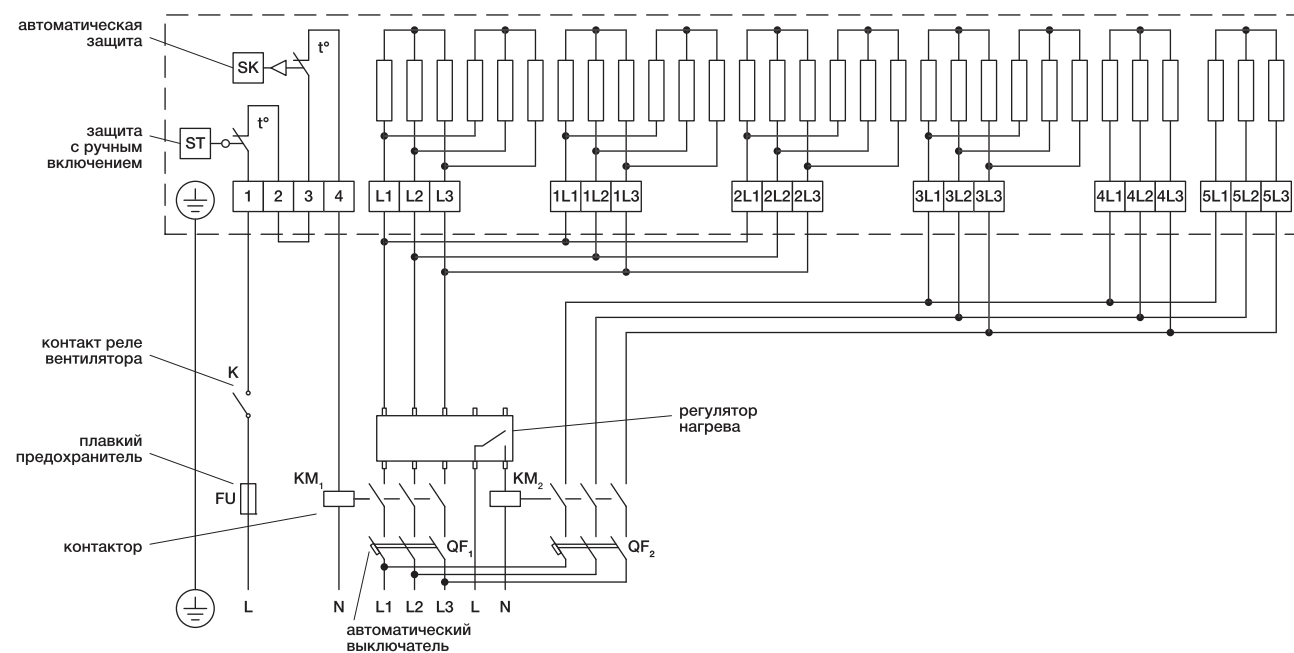 автоматическая
защита
SK
t°
защита
с ручным
включением
ST
t°
1 2 3 4
L1 L2 L3
1L1 1L2 1L3
2L1 2L2 2L3
3L1 3L2 3L3
4L1 4L2 4L3
5L1 5L2 5L3
контакт реле
вентилятора
K
регулятор
нагрева
плавкий
предохранитель
FU
KM1
KM2
контактор
QF1
QF2
L
N
L1 L2 L3 L N
автоматический
выключатель